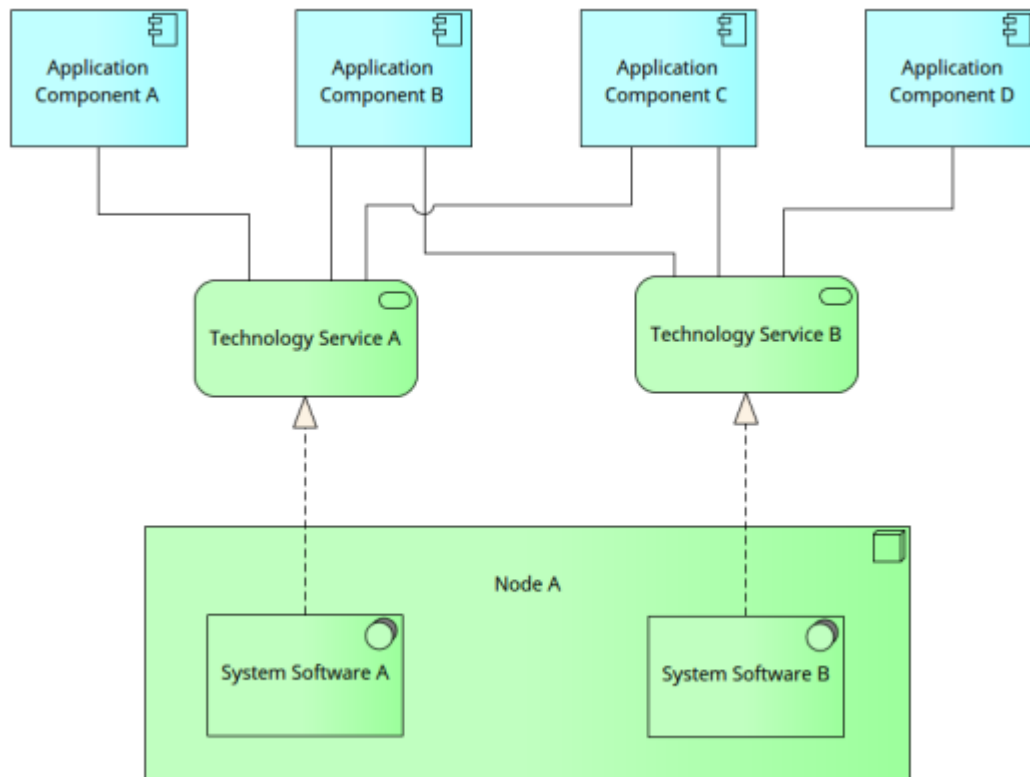 Application
Component A
Application
Component B
Application
Component C
Application
Component D
Technology Service A
Technology Service B
Node A
System Software A
System Software B